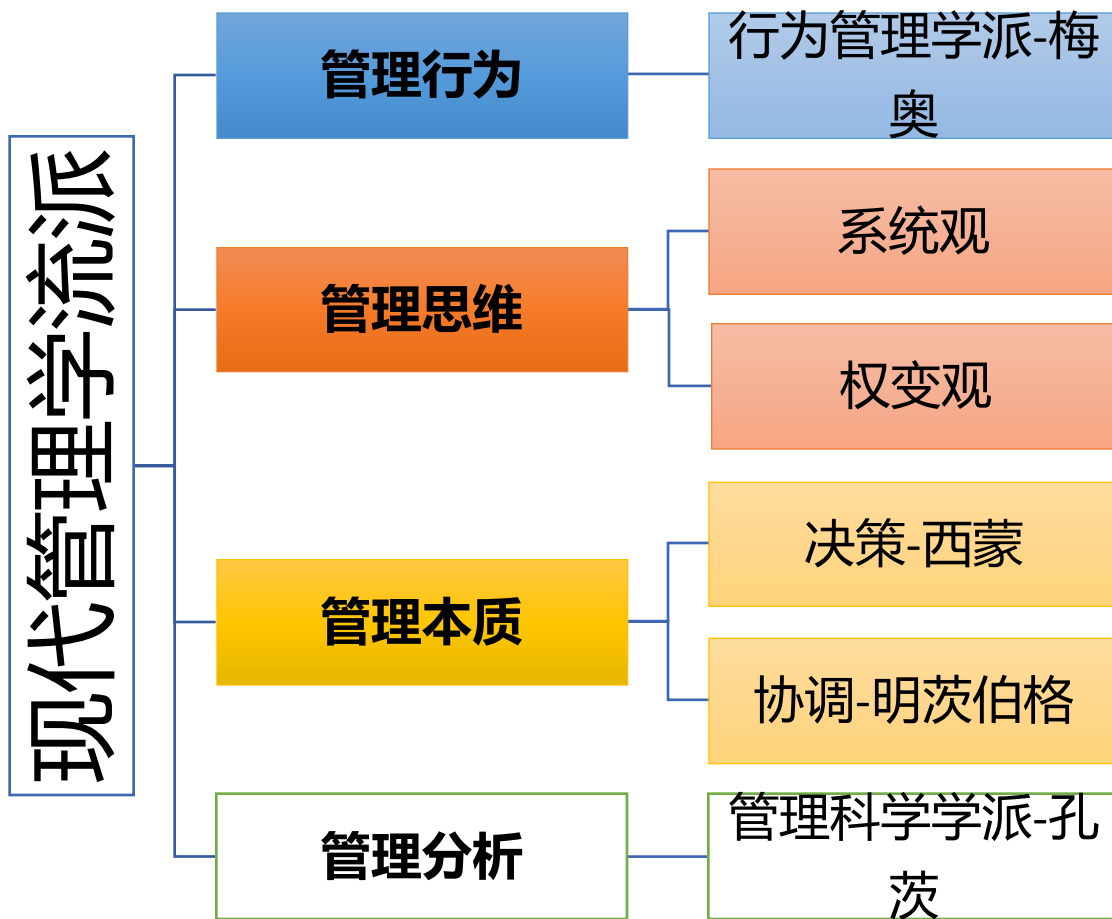 现代管理学流派
管理行为
行为管理学派-梅
奥
管理思维
系统观
权变观
管理本质
决策-西蒙
协调-明茨伯格
管理分析
管理科学学派-孔
茨